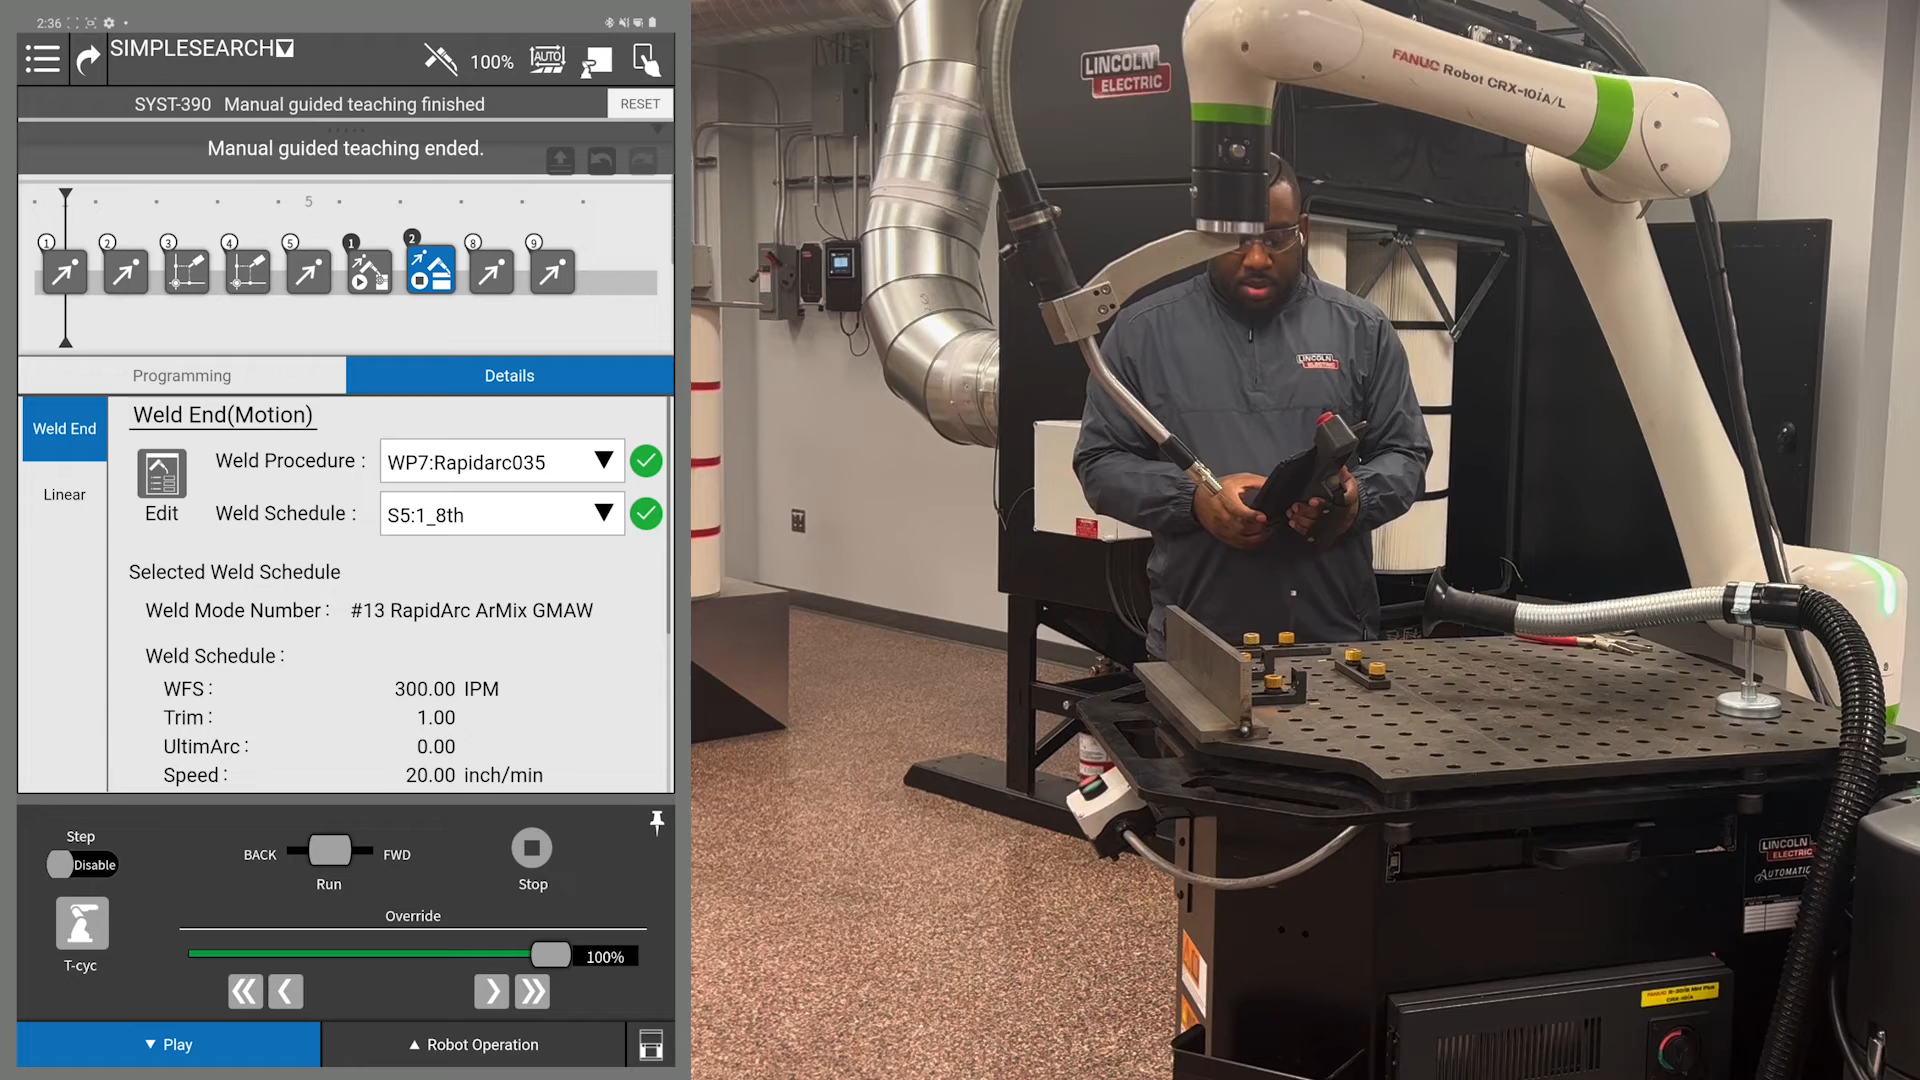 2:36
SIMPLESEARCH
100%
AUTO
SYST-390 Manual guided teaching finished
RESET
Manual guided teaching ended.
5
1 2 3 4 5 1 2 8 9
Programming
Details
Weld End
Linear
Weld End(Motion)
Edit
Weld Procedure : WP7:Rapidarc035
Weld Schedule : S5:1_8th
Selected Weld Schedule
Weld Mode Number : #13 RapidArc ArMix GMAW
Weld Schedule :
WFS : 300.00 IPM
Trim : 1.00
UltimArc : 0.00
Speed : 20.00 inch/min
Step
Disable
BACK
FWD
Run
Stop
T-cyc
Override
100%
Play
Robot Operation
LINCOLN
ELECTRIC
FANUC Robot CRX-10iA/L
LINCOLN
ELECTRIC
LINCOLN
ELECTRIC